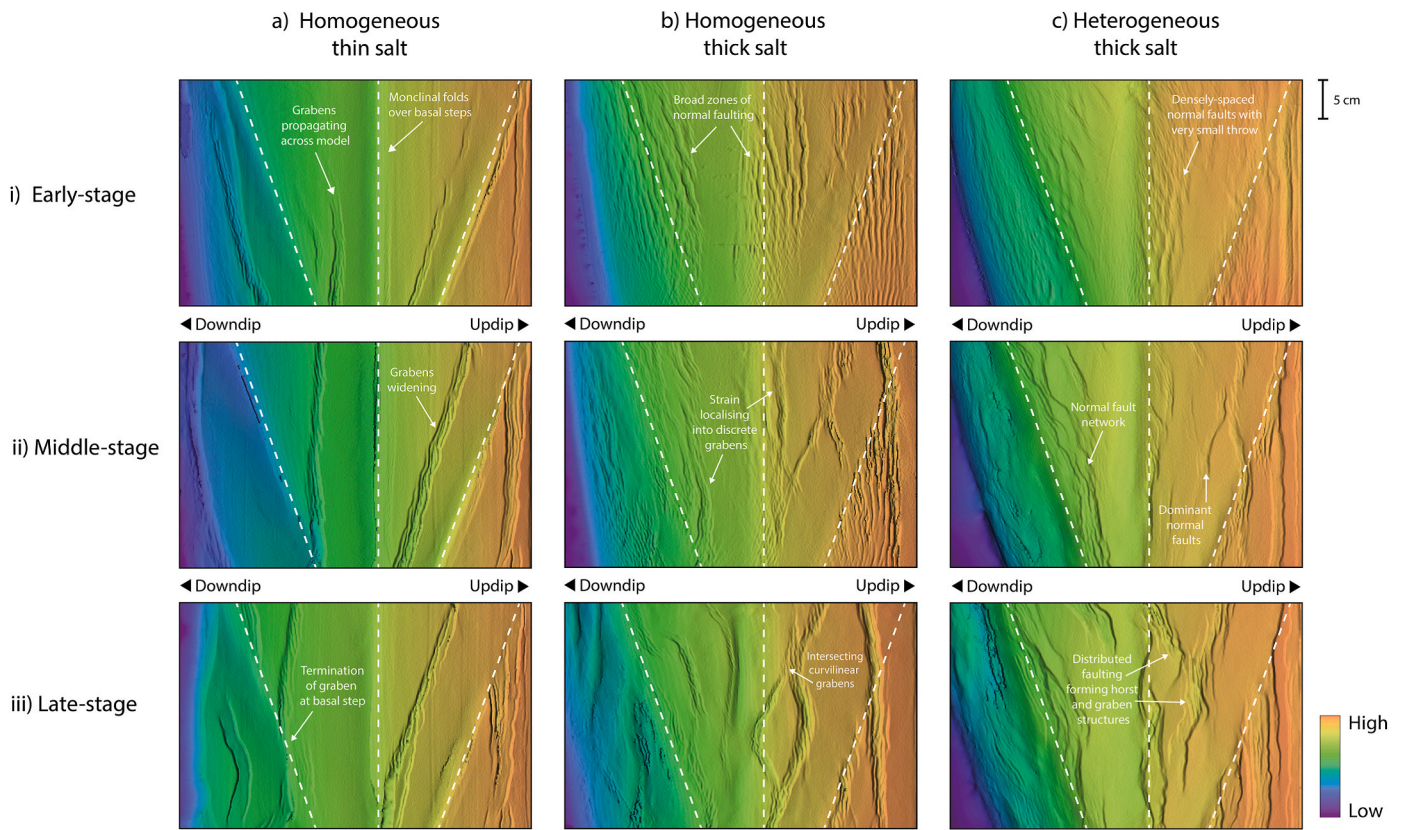 a) Homogeneous
thin salt
b) Homogeneous
thick salt
c) Heterogeneous
thick salt
i) Early-stage
Grabens
propagating
across model
Monclinal folds
over basal steps
Broad zones of
normal faulting
Densely-spaced
normal faults with
very small throw
5 cm
◀ Downdip
Updip ▶
◀ Downdip
Updip ▶
◀ Downdip
Updip ▶
ii) Middle-stage
Grabens
widening
Strain
localising
into discrete
grabens
Normal fault
network
Dominant
normal
faults
◀ Downdip
Updip ▶
◀ Downdip
Updip ▶
◀ Downdip
Updip ▶
iii) Late-stage
Termination
of graben
at basal step
Intersecting
curvilinear
grabens
Distributed
faulting
forming horst
and graben
structures
High
Low